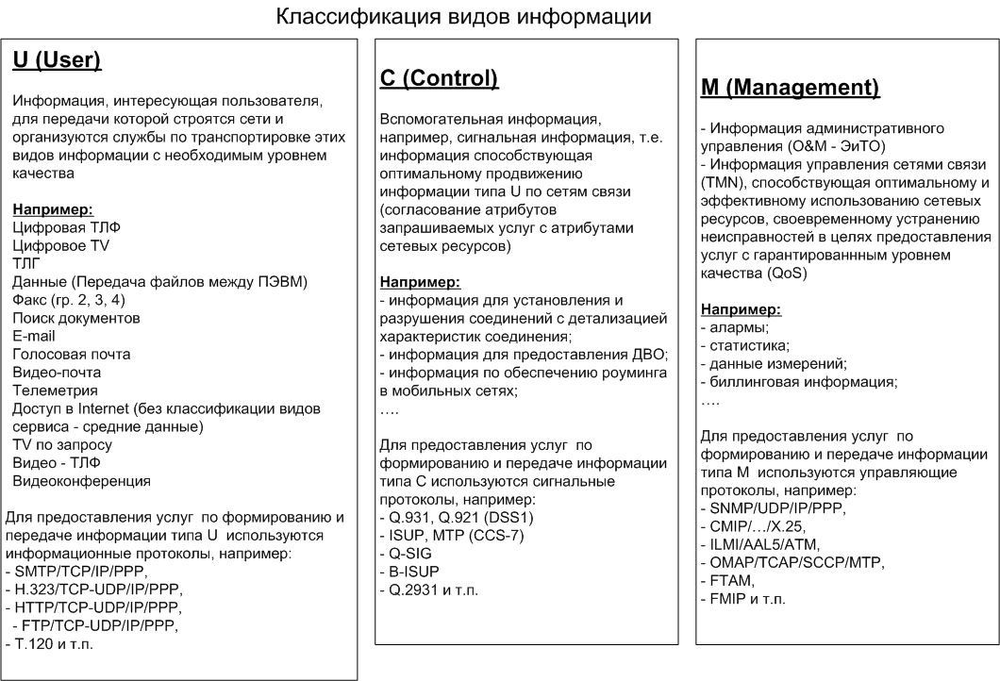 Классификация видов информации
U (User)
Информация, интересующая пользователя,
для передачи которой строятся сети и
организуются службы по транспортировке этих
видов информации с необходимым уровнем
качества
Например:
Цифровая ТЛФ
Цифровое TV
ТЛГ
Данные (Передача файлов между ПЭВМ)
Факс (гр. 2, 3, 4)
Поиск документов
E-mail
Голосовая почта
Видео-почта
Телеметрия
Доступ в Internet (без классификации видов
сервиса - средние данные)
TV по запросу
Видео - ТЛФ
Видеоконференция
Для предоставления услуг по формированию и
передаче информации типа U используются
информационные протоколы, например:
- SMTP/TCP/IP/PPP,
- H.323/TCP-UDP/IP/PPP,
- HTTP/TCP-UDP/IP/PPP,
- FTP/TCP-UDP/IP/PPP,
- T.120 и т.п.
C (Control)
Вспомогательная информация,
например, сигнальная информация, т.е.
информация способствующая
оптимальному продвижению
информации типа U по сетям связи
(согласование атрибутов
запрашиваемых услуг с атрибутами
сетевых ресурсов)
Например:
- информация для установления и
разрушения соединений с детализацией
характеристик соединения;
- информация для предоставления ДВО;
- информация по обеспечению роуминга
в мобильных сетях;
....
Для предоставления услуг по
формированию и передаче информации
типа C используются сигнальные
протоколы, например:
- Q.931, Q.921 (DSS1)
- ISUP, MTP (CCS-7)
- Q-SIG
- B-ISUP
- Q.2931 и т.п.
M (Management)
- Информация административного
управления (O&M - ЭиТО)
- Информация управления сетями связи
(TMN), способствующая оптимальному и
эффективному использованию сетевых
ресурсов, своевременному устранению
неисправностей в целях предоставления
услуг с гарантированнным уровнем
качества (QoS)
Например:
- алармы;
- статистика;
- данные измерений;
- биллинговая информация;
....
Для предоставления услуг по
формированию и передаче информации
типа M используются управляющие
протоколы, например:
- SNMP/UDP/IP/PPP,
- CMIP/…/X.25,
- ILMI/AAL5/ATM,
- OMAP/TCAP/SCCP/MTP,
- FTAM,
- FMIP и т.п.